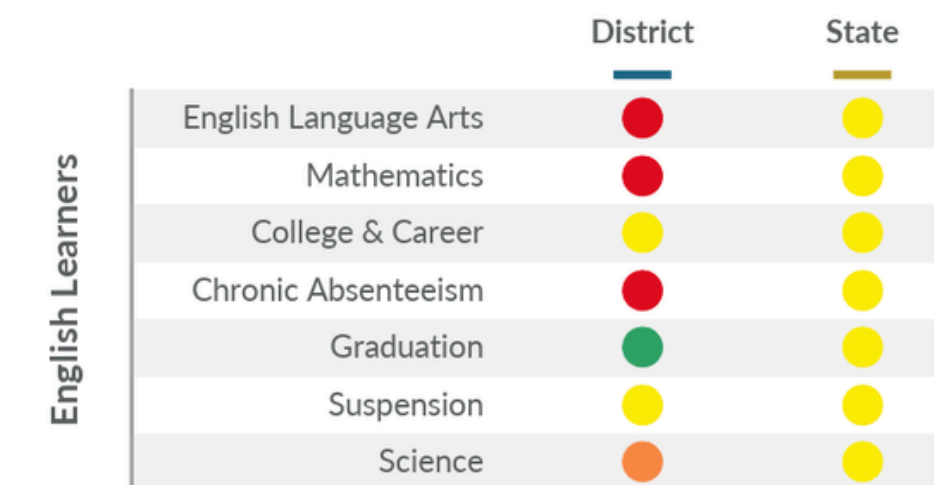 District State
English Learners
English Language Arts
Mathematics
College & Career
Chronic Absenteeism
Graduation
Suspension
Science